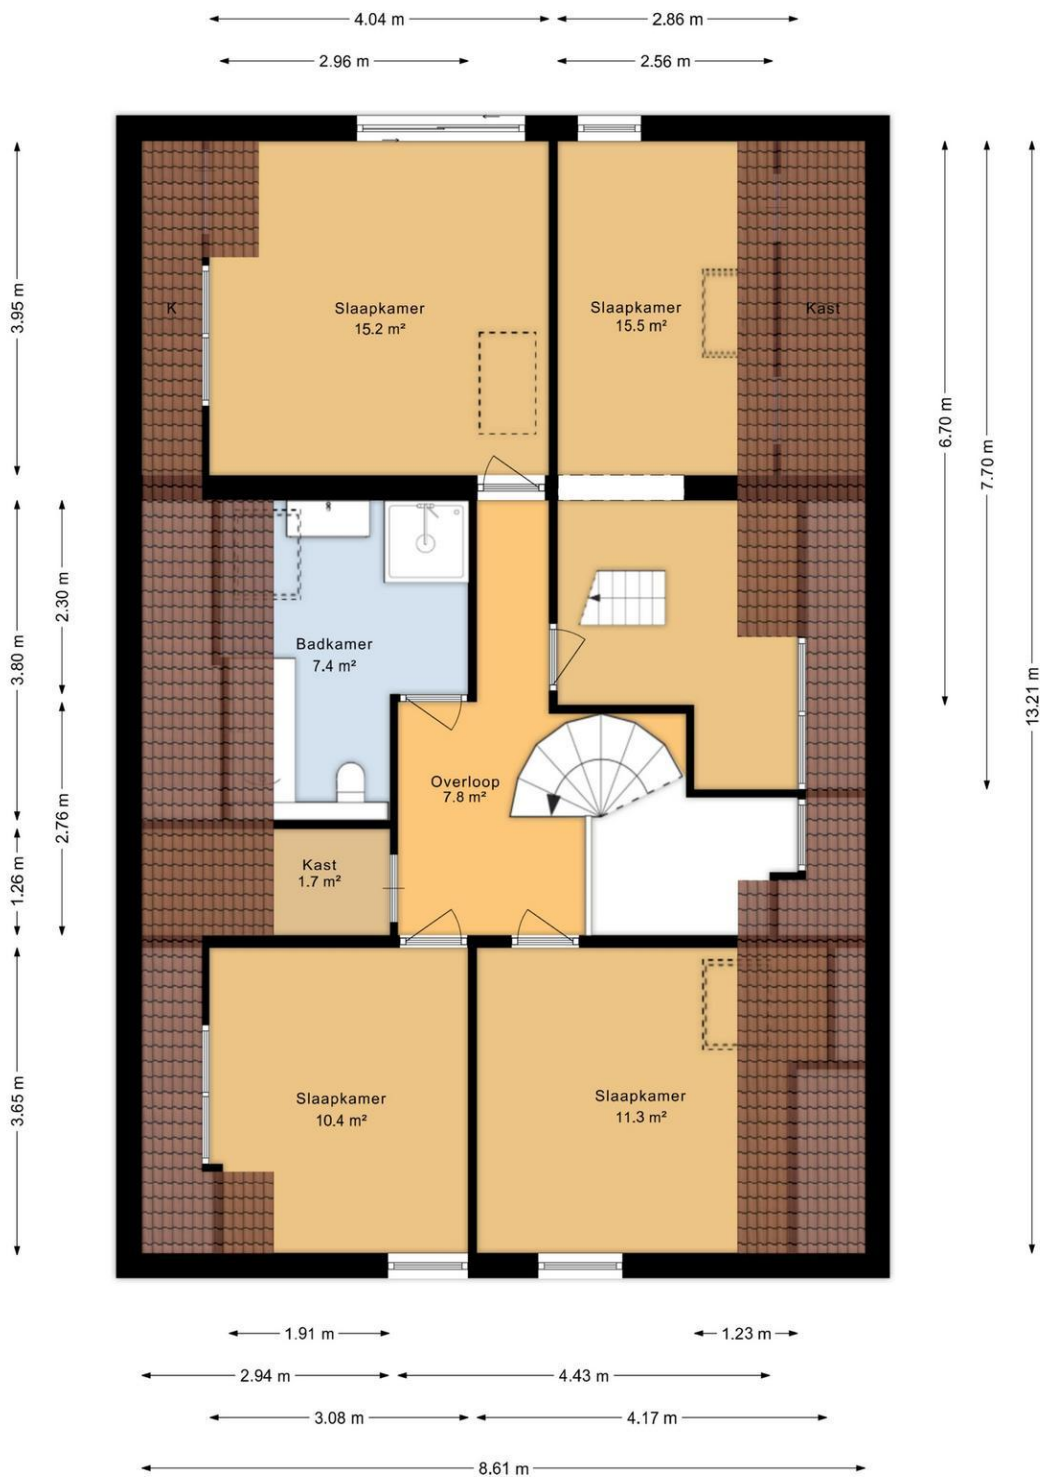 4.04 m
2.86 m
2.96 m
2.56 m
3.95 m
Slaapkamer
15.2 m²
K
Slaapkamer
15.5 m²
Kast
6.70 m
7.70 m
13.21 m
3.80 m
2.30 m
Badkamer
7.4 m²
2.76 m
Overloop
7.8 m²
1.26 m
Kast
1.7 m²
3.65 m
Slaapkamer
10.4 m²
Slaapkamer
11.3 m²
1.91 m
1.23 m
2.94 m
4.43 m
3.08 m
4.17 m
8.61 m